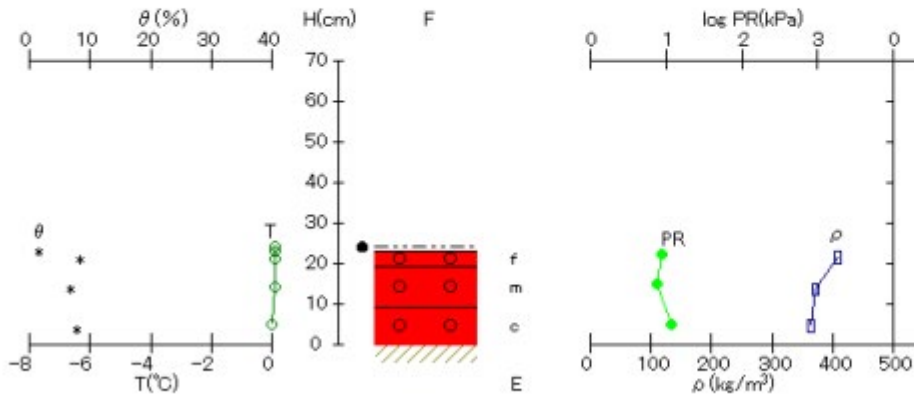 θ(%) H(cm) F log PR(kPa)
0 10 20 30 40 0 1 2 3
70
60
50
40
30
θ T PR ρ
20 f
m
10
c
0
-8 -6 -4 -2 0 0 100 200 300 400 500
T(℃) E ρ(kg/m³)